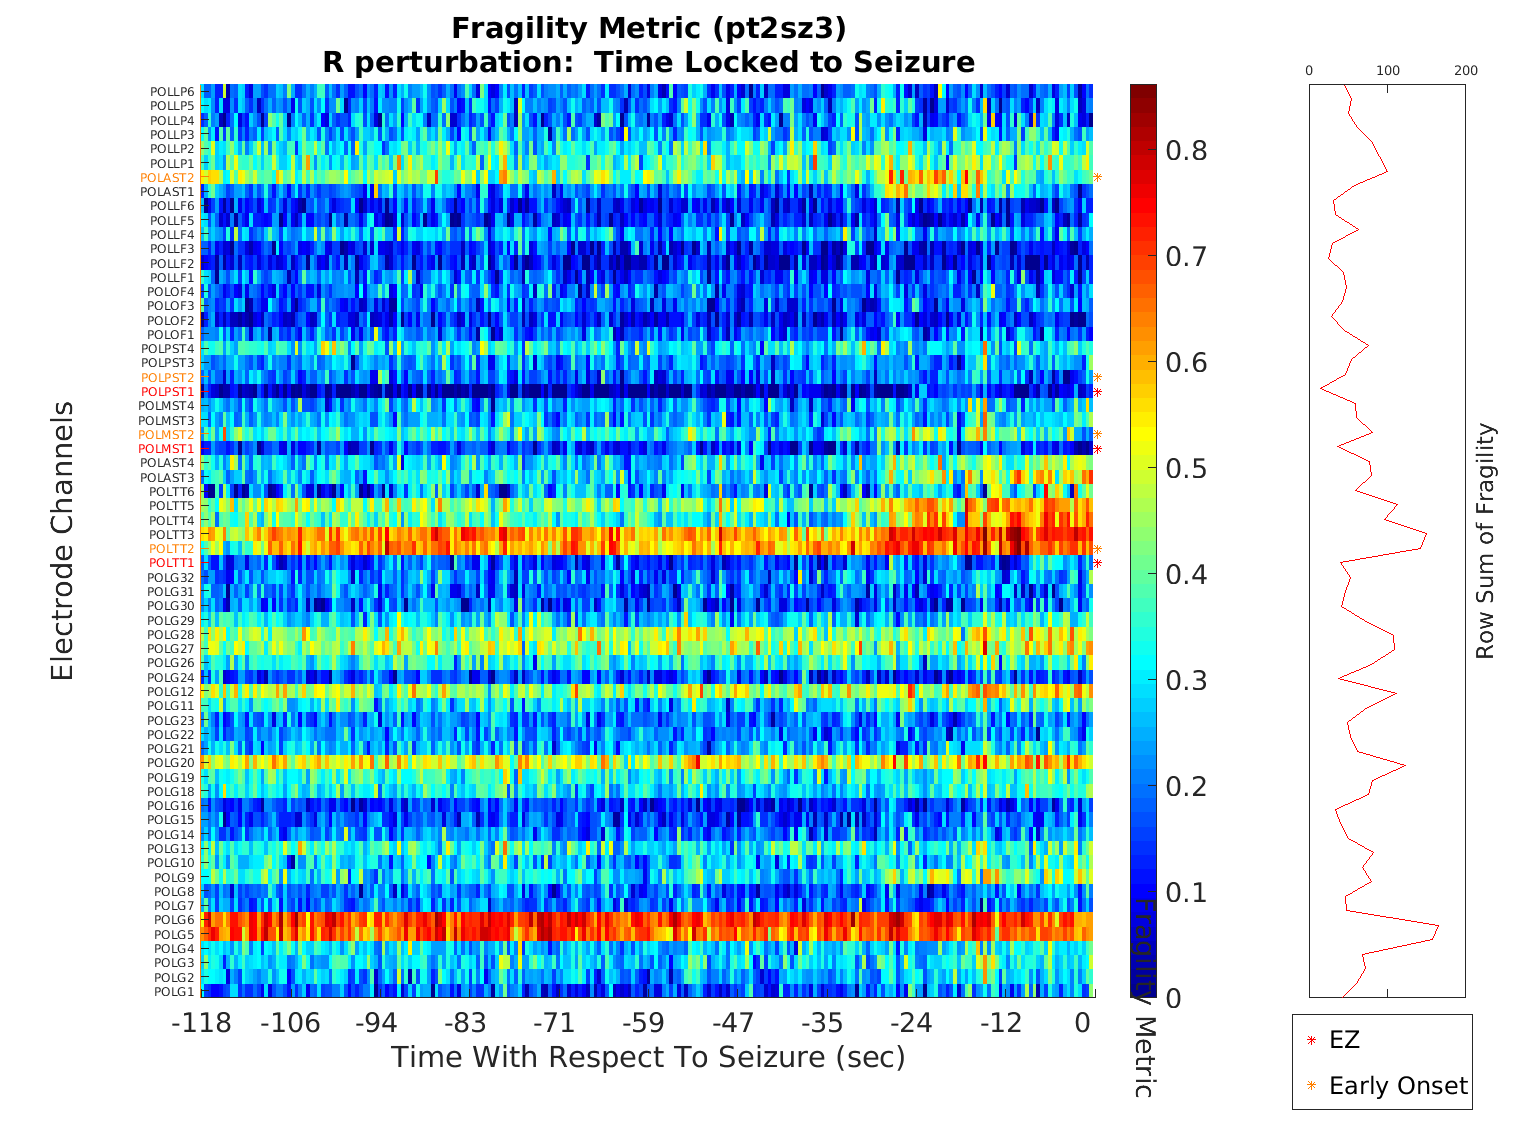 Fragility Metric (pt2sz3)
R perturbation:  Time Locked to Seizure
Electrode Channels
POLLP6
POLLP5
POLLP4
POLLP3
POLLP2
POLLP1
POLAST2
POLAST1
POLLF6
POLLF5
POLLF4
POLLF3
POLLF2
POLLF1
POLOF4
POLOF3
POLOF2
POLOF1
POLPST4
POLPST3
POLPST2
POLPST1
POLMST4
POLMST3
POLMST2
POLMST1
POLAST4
POLAST3
POLTT6
POLTT5
POLTT4
POLTT3
POLTT2
POLTT1
POLG32
POLG31
POLG30
POLG29
POLG28
POLG27
POLG26
POLG24
POLG12
POLG11
POLG23
POLG22
POLG21
POLG20
POLG19
POLG18
POLG16
POLG15
POLG14
POLG13
POLG10
POLG9
POLG8
POLG7
POLG6
POLG5
POLG4
POLG3
POLG2
POLG1
-118 -106 -94 -83 -71 -59 -47 -35 -24 -12 0
Time With Respect To Seizure (sec)
0.8
0.7
0.6
0.5
0.4
0.3
0.2
0.1
0
Fragility Metric
0 100 200
Row Sum of Fragility
EZ
Early Onset